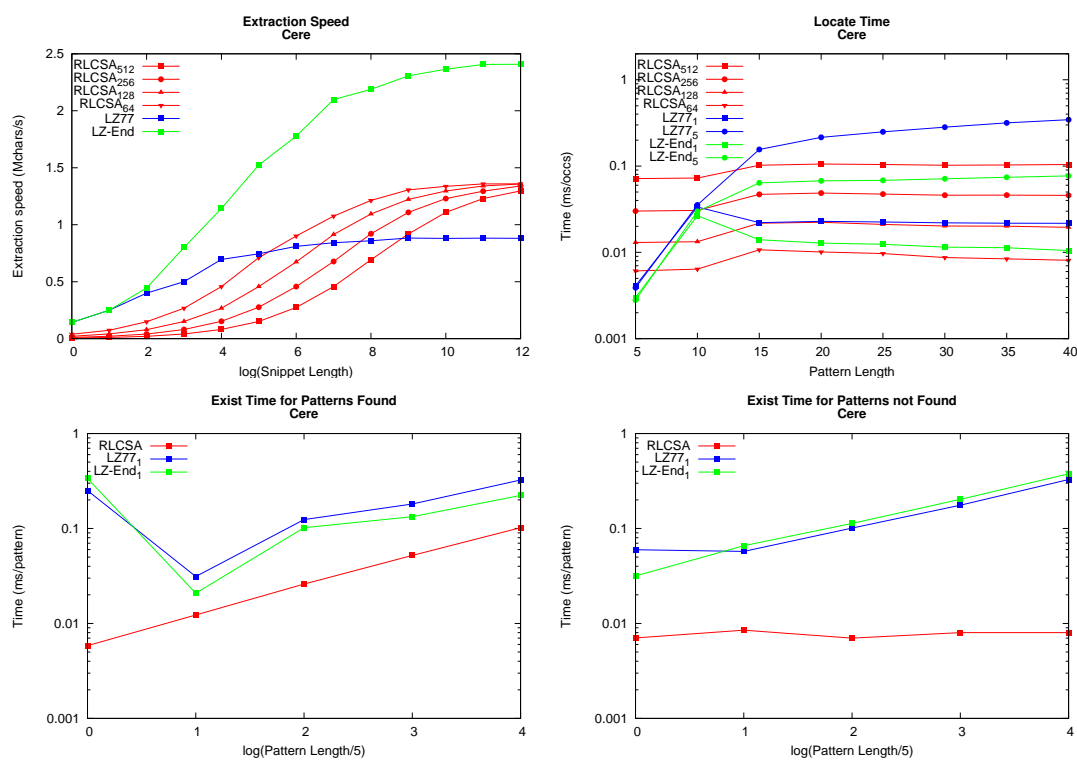 Extraction Speed
Cere
Extraction speed (Mchars/s)
2.5
2
1.5
1
0.5
0
RLCSA512
RLCSA256
RLCSA128
RLCSA64
LZ77
LZ-End
0 2 4 6 8 10 12
log(Snippet Length)
Locate Time
Cere
Time (ms/occs)
1
0.1
0.01
0.001
RLCSA512
RLCSA256
RLCSA128
RLCSA64
LZ771
LZ775
LZ-End1
LZ-End5
5 10 15 20 25 30 35 40
Pattern Length
Exist Time for Patterns Found
Cere
Time (ms/pattern)
1
0.1
0.01
0.001
RLCSA
LZ771
LZ-End1
0 1 2 3 4
log(Pattern Length/5)
Exist Time for Patterns not Found
Cere
Time (ms/pattern)
1
0.1
0.01
0.001
RLCSA
LZ771
LZ-End1
0 1 2 3 4
log(Pattern Length/5)